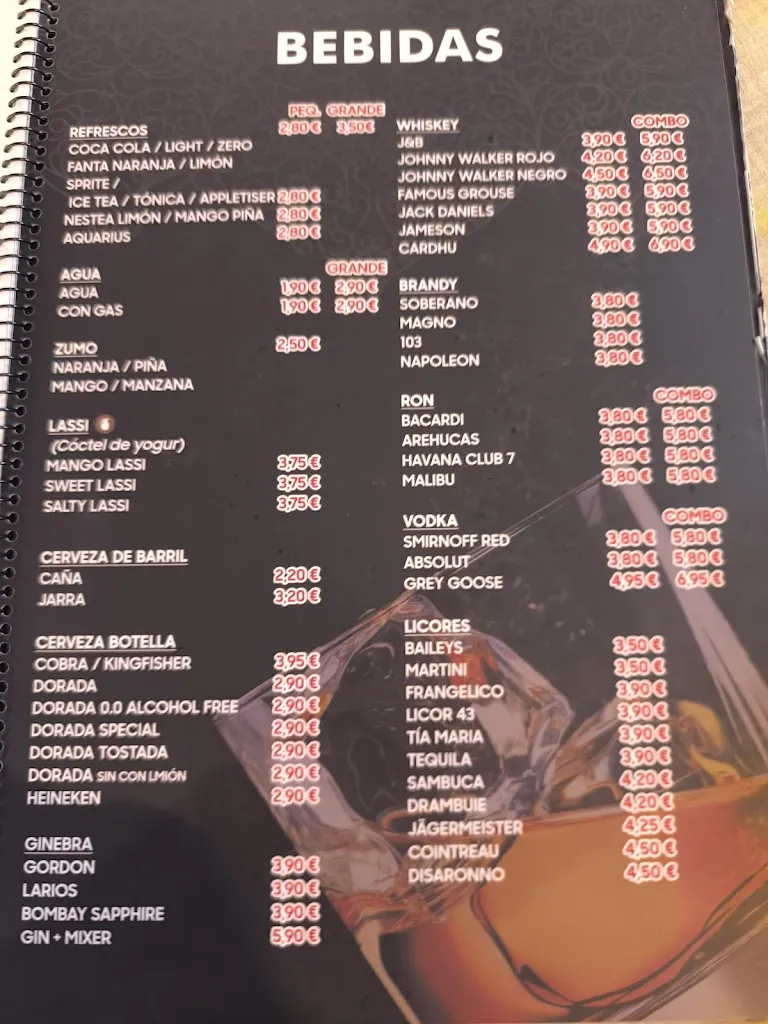 BEBIDAS
PEQ. GRANDE
REFRESCOS 2,80€ 3,50€
COCA COLA / LIGHT / ZERO
FANTA NARANJA / LIMÓN
SPRITE /
ICE TEA / TÓNICA / APPLETISER 2,80€
NESTEA LIMÓN / MANGO PIÑA 2,80€
AQUARIUS 2,80€
GRANDE
AGUA
AGUA 1,90€ 2,90€
CON GAS 1,90€ 2,90€
ZUMO 2,50€
NARANJA / PIÑA
MANGO / MANZANA
LASSI
(Cóctel de yogur)
MANGO LASSI 3,75€
SWEET LASSI 3,75€
SALTY LASSI 3,75€
CERVEZA DE BARRIL
CAÑA 2,20€
JARRA 3,20€
CERVEZA BOTELLA
COBRA / KINGFISHER 3,95€
DORADA 2,90€
DORADA 0.0 ALCOHOL FREE 2,90€
DORADA SPECIAL 2,90€
DORADA TOSTADA 2,90€
DORADA SIN CON LMIÓN 2,90€
HEINEKEN 2,90€
GINEBRA
GORDON 3,90€
LARIOS 3,90€
BOMBAY SAPPHIRE 3,90€
GIN + MIXER 5,90€
WHISKEY COMBO
J&B 3,90€ 5,90€
JOHNNY WALKER ROJO 4,20€ 6,20€
JOHNNY WALKER NEGRO 4,50€ 6,50€
FAMOUS GROUSE 3,90€ 5,90€
JACK DANIELS 3,90€ 5,90€
JAMESON 3,90€ 5,90€
CARDHU 4,90€ 6,90€
BRANDY
SOBERANO 3,80€
MAGNO 3,80€
103 3,80€
NAPOLEON 3,80€
RON COMBO
BACARDI 3,80€ 5,80€
AREHUCAS 3,80€ 5,80€
HAVANA CLUB 7 3,80€ 5,80€
MALIBU 3,80€ 5,80€
VODKA COMBO
SMIRNOFF RED 3,80€ 5,80€
ABSOLUT 3,80€ 5,80€
GREY GOOSE 4,95€ 6,95€
LICORES
BAILEYS 3,50€
MARTINI 3,50€
FRANGELICO 3,90€
LICOR 43 3,90€
TÍA MARIA 3,90€
TEQUILA 3,90€
SAMBUCA 4,20€
DRAMBUIE 4,20€
JÄGERMEISTER 4,25€
COINTREAU 4,50€
DISARONNO 4,50€